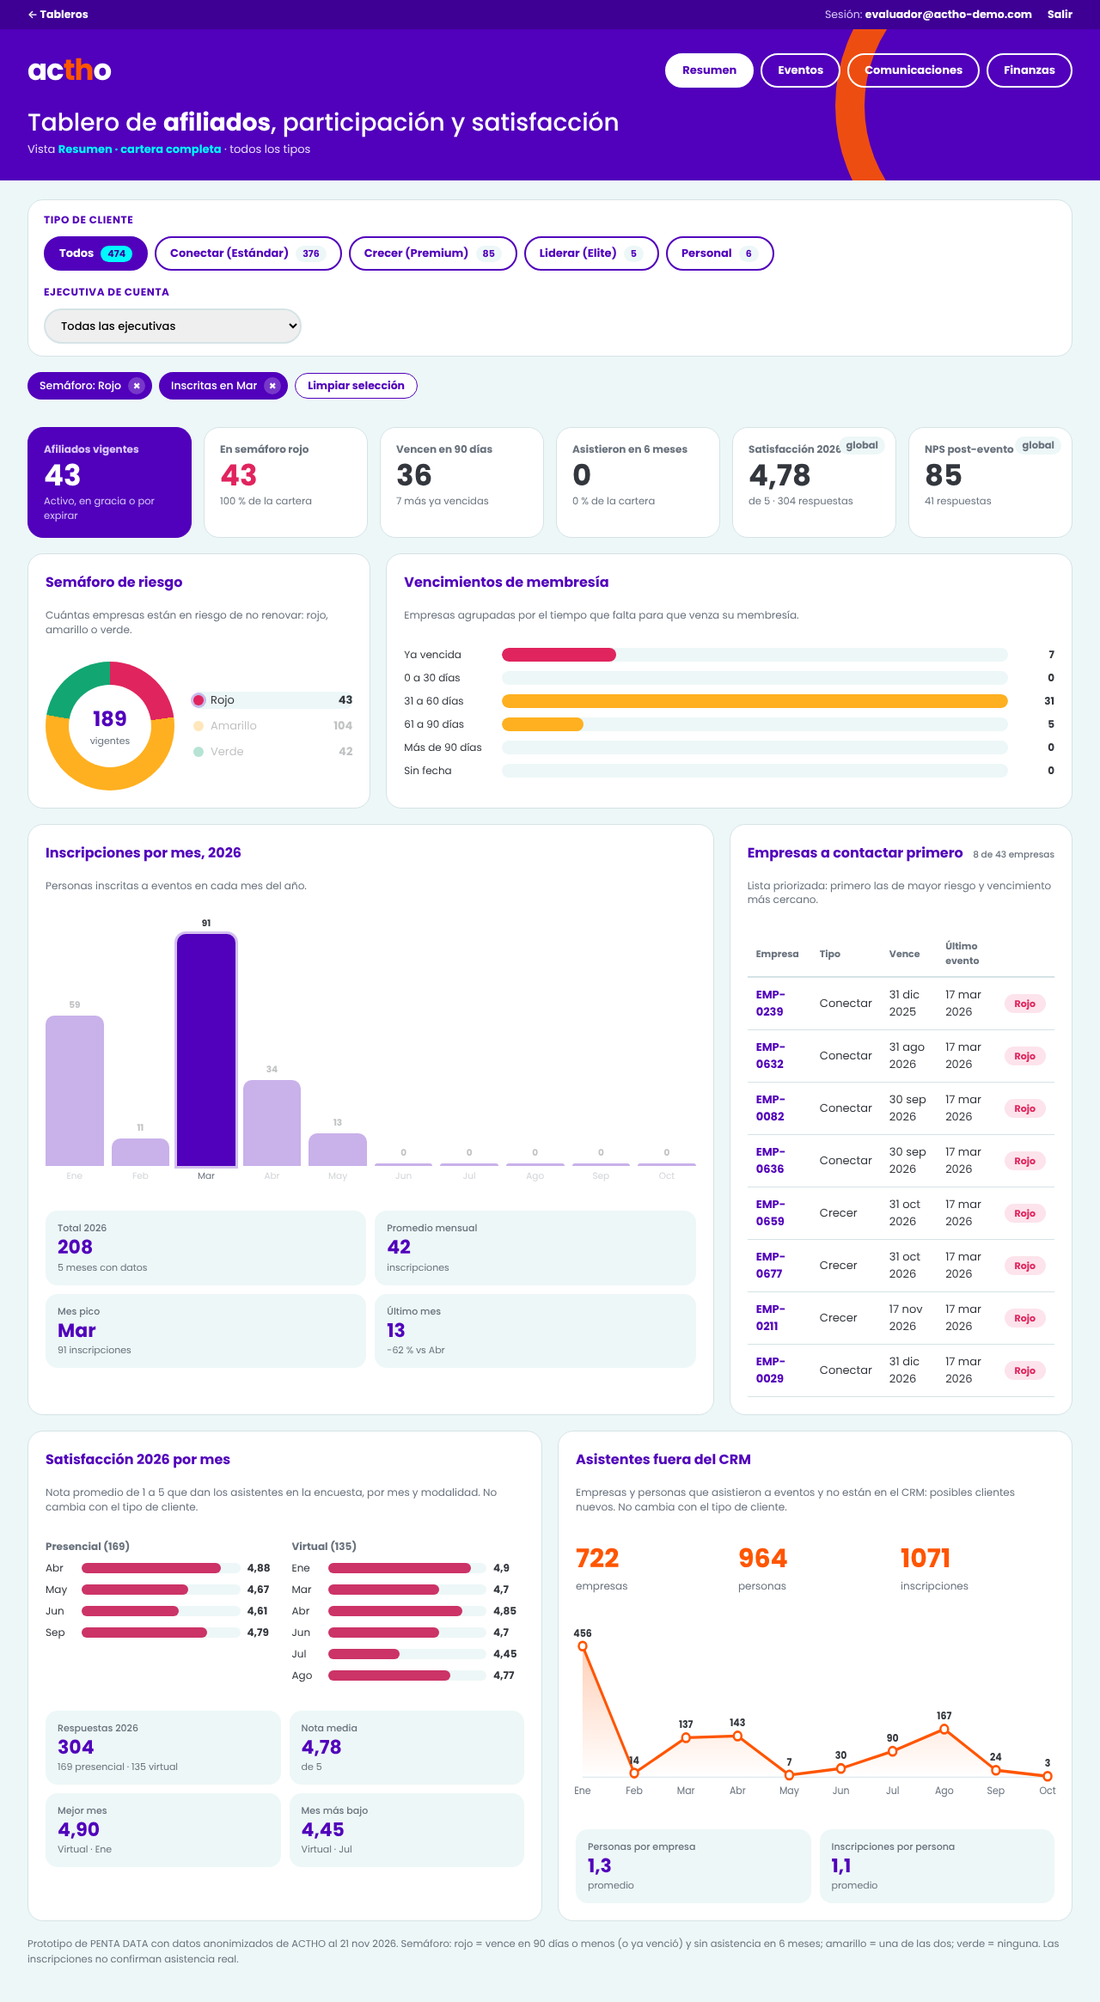 ← Tableros
Sesión: evaluador@actho-demo.com Salir
actho
Resumen Eventos Comunicaciones Finanzas
Tablero de afiliados, participación y satisfacción
Vista Resumen · cartera completa · todos los tipos
TIPO DE CLIENTE
Todos 474 Conectar (Estándar) 376 Crecer (Premium) 85 Liderar (Elite) 5 Personal 6
EJECUTIVA DE CUENTA
Todas las ejecutivas
Semáforo: Rojo ✖ Inscritas en Mar ✖ Limpiar selección
Afiliados vigentes
43
Activo, en gracia o por
expirar
En semáforo rojo
43
100 % de la cartera
Vencen en 90 días
36
7 más ya vencidas
Asistieron en 6 meses
0
0 % de la cartera
Satisfacción 2026 global
4,78
de 5 · 304 respuestas
NPS post-evento global
85
41 respuestas
Semáforo de riesgo
Cuántas empresas están en riesgo de no renovar: rojo,
amarillo o verde.
189
vigentes
Rojo 43
Amarillo 104
Verde 42
Vencimientos de membresía
Empresas agrupadas por el tiempo que falta para que venza su membresía.
Ya vencida 7
0 a 30 días 0
31 a 60 días 31
61 a 90 días 5
Más de 90 días 0
Sin fecha 0
Inscripciones por mes, 2026
Personas inscritas a eventos en cada mes del año.
59 11 91 34 13 0 0 0 0 0
Ene Feb Mar Abr May Jun Jul Ago Sep Oct
Total 2026
208
5 meses con datos
Promedio mensual
42
inscripciones
Mes pico
Mar
91 inscripciones
Último mes
13
-62 % vs Abr
Empresas a contactar primero 8 de 43 empresas
Lista priorizada: primero las de mayor riesgo y vencimiento
más cercano.
Empresa Tipo Vence Último evento
EMP-0239 Conectar 31 dic 2025 17 mar 2026 Rojo
EMP-0632 Conectar 31 ago 2026 17 mar 2026 Rojo
EMP-0082 Conectar 30 sep 2026 17 mar 2026 Rojo
EMP-0636 Conectar 30 sep 2026 17 mar 2026 Rojo
EMP-0659 Crecer 31 oct 2026 17 mar 2026 Rojo
EMP-0677 Crecer 31 oct 2026 17 mar 2026 Rojo
EMP-0211 Crecer 17 nov 2026 17 mar 2026 Rojo
EMP-0029 Conectar 31 dic 2026 17 mar 2026 Rojo
Satisfacción 2026 por mes
Nota promedio de 1 a 5 que dan los asistentes en la encuesta, por mes y modalidad. No
cambia con el tipo de cliente.
Presencial (169)
Abr 4,88
May 4,67
Jun 4,61
Sep 4,79
Virtual (135)
Ene 4,9
Mar 4,7
Abr 4,85
Jun 4,7
Jul 4,45
Ago 4,77
Respuestas 2026
304
169 presencial · 135 virtual
Nota media
4,78
de 5
Mejor mes
4,90
Virtual · Ene
Mes más bajo
4,45
Virtual · Jul
Asistentes fuera del CRM
Empresas y personas que asistieron a eventos y no están en el CRM: posibles clientes
nuevos. No cambia con el tipo de cliente.
722
empresas
964
personas
1071
inscripciones
456 14 137 143 7 30 90 167 24 3
Ene Feb Mar Abr May Jun Jul Ago Sep Oct
Personas por empresa
1,3
promedio
Inscripciones por persona
1,1
promedio
Prototipo de PENTA DATA con datos anonimizados de ACTHO al 21 nov 2026. Semáforo: rojo = vence en 90 días o menos (o ya venció) y sin asistencia en 6 meses; amarillo = una de las dos; verde = ninguna. Las
inscripciones no confirman asistencia real.